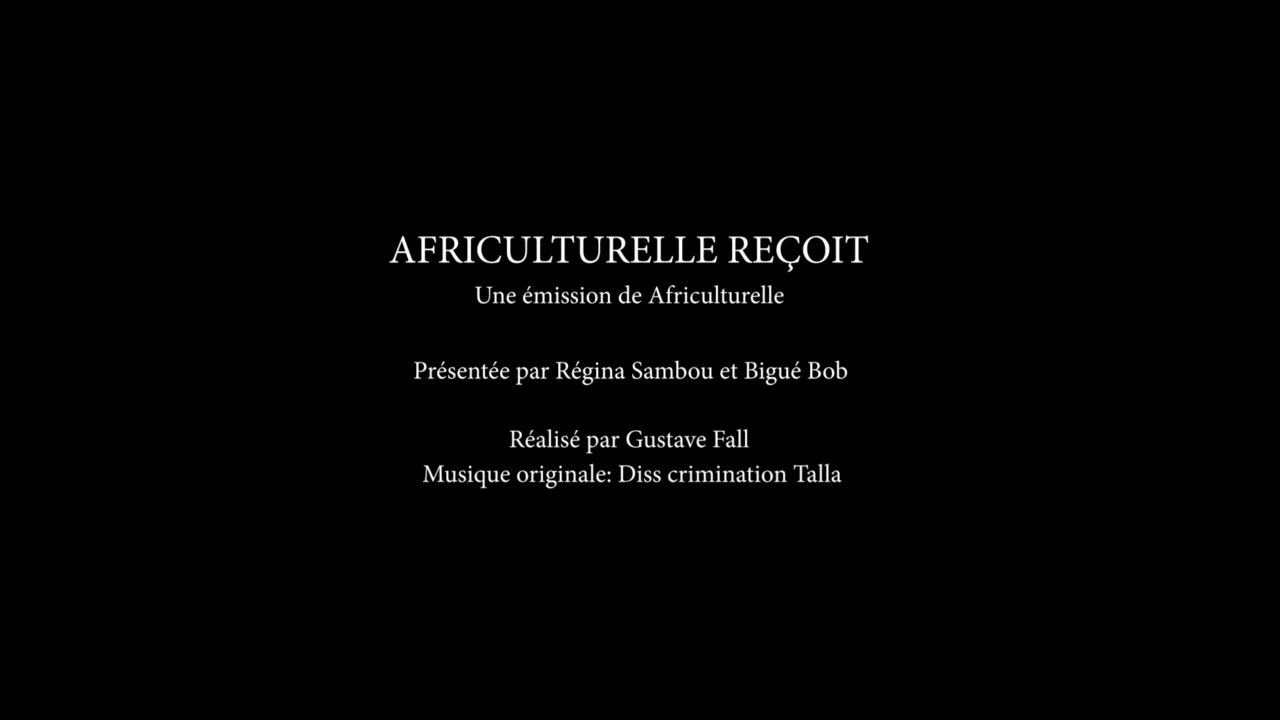 AFRICULTURELLE REÇOIT
Une émission de Africulturelle
Présentée par Régina Sambou et Bigué Bob
Réalisé par Gustave Fall
Musique originale: Diss crimination Talla